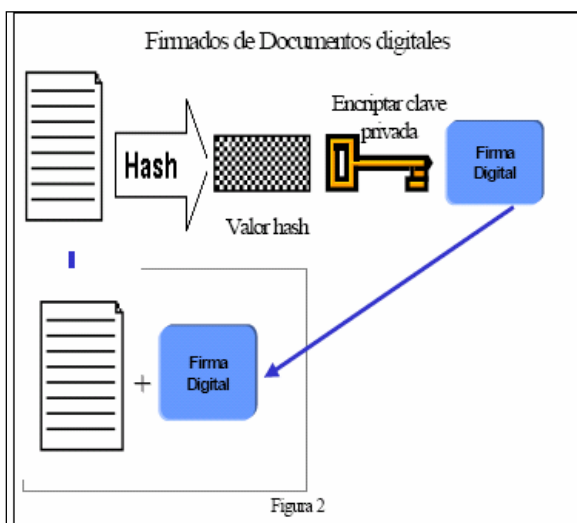 Firmados de Documentos digitales
Encriptar clave
privada
Hash
Firma
Digital
Valor hash
+
Firma
Digital
Figura 2